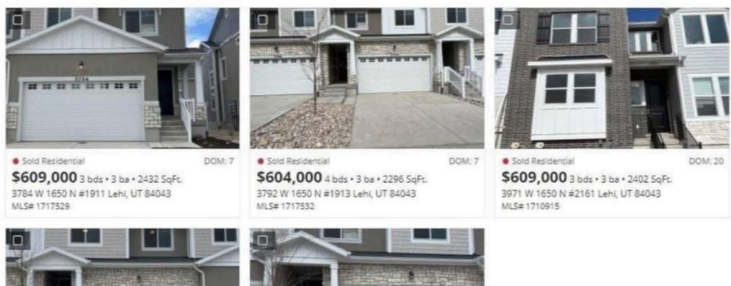 Sold Residential DOM: 7
$609,000 3 bds • 3 ba • 2432 SqFt.
3784 W 1650 N #1911 Lehi, UT 84043
MLS# 1717529
Sold Residential DOM: 7
$604,000 4 bds • 3 ba • 2296 SqFt.
3792 W 1650 N #1913 Lehi, UT 84043
MLS# 1717532
Sold Residential DOM: 20
$609,000 3 bds • 3 ba • 2402 SqFt.
3971 W 1650 N #2161 Lehi, UT 84043
MLS# 1710915